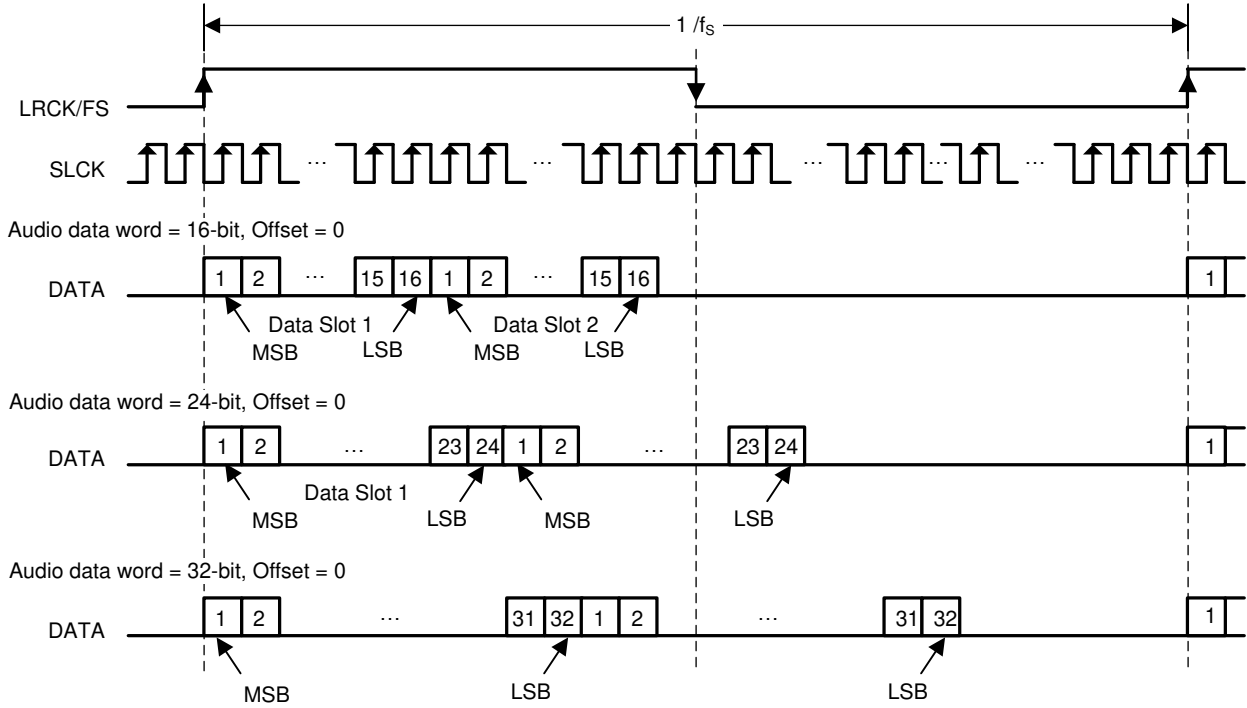 1 /fS
LRCK/FS
SLCK
... ... ... ... ...
Audio data word = 16-bit, Offset = 0
DATA 1 2 ... 15 16 1 2 ... 15 16 1
Data Slot 1 Data Slot 2
MSB LSB MSB LSB
Audio data word = 24-bit, Offset = 0
DATA 1 2 ... 23 24 1 2 ... 23 24 1
Data Slot 1
MSB LSB MSB LSB
Audio data word = 32-bit, Offset = 0
DATA 1 2 ... 31 32 1 2 ... 31 32 1
MSB LSB LSB